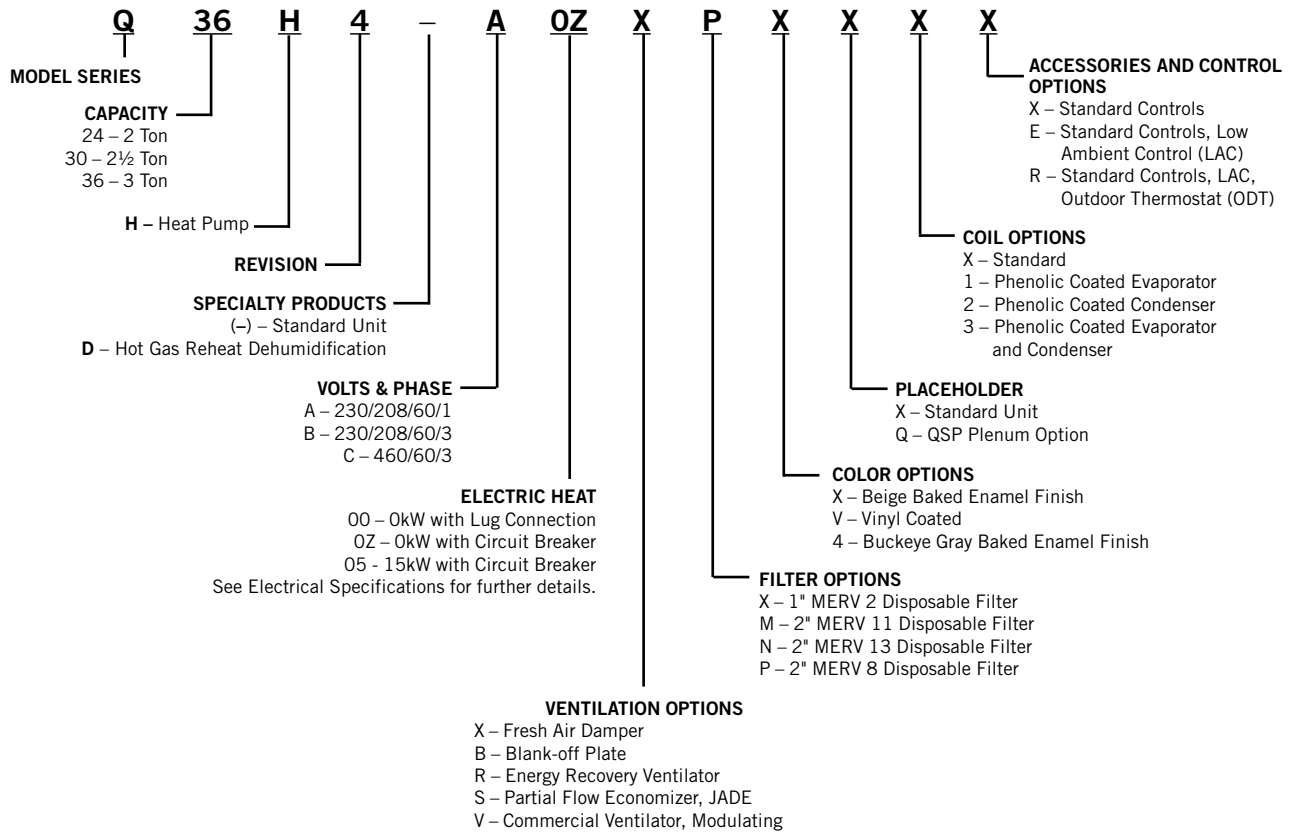 Q 36 H 4 – A 0Z X P X X X X
MODEL SERIES
CAPACITY
24 – 2 Ton
30 – 2½ Ton
36 – 3 Ton
H – Heat Pump
REVISION
SPECIALTY PRODUCTS
(–) – Standard Unit
D – Hot Gas Reheat Dehumidification
VOLTS & PHASE
A – 230/208/60/1
B – 230/208/60/3
C – 460/60/3
ELECTRIC HEAT
00 – 0kW with Lug Connection
0Z – 0kW with Circuit Breaker
05 - 15kW with Circuit Breaker
See Electrical Specifications for further details.
VENTILATION OPTIONS
X – Fresh Air Damper
B – Blank-off Plate
R – Energy Recovery Ventilator
S – Partial Flow Economizer, JADE
V – Commercial Ventilator, Modulating
FILTER OPTIONS
X – 1" MERV 2 Disposable Filter
M – 2" MERV 11 Disposable Filter
N – 2" MERV 13 Disposable Filter
P – 2" MERV 8 Disposable Filter
COLOR OPTIONS
X – Beige Baked Enamel Finish
V – Vinyl Coated
4 – Buckeye Gray Baked Enamel Finish
PLACEHOLDER
X – Standard Unit
Q – QSP Plenum Option
COIL OPTIONS
X – Standard
1 – Phenolic Coated Evaporator
2 – Phenolic Coated Condenser
3 – Phenolic Coated Evaporator
and Condenser
ACCESSORIES AND CONTROL
OPTIONS
X – Standard Controls
E – Standard Controls, Low
Ambient Control (LAC)
R – Standard Controls, LAC,
Outdoor Thermostat (ODT)